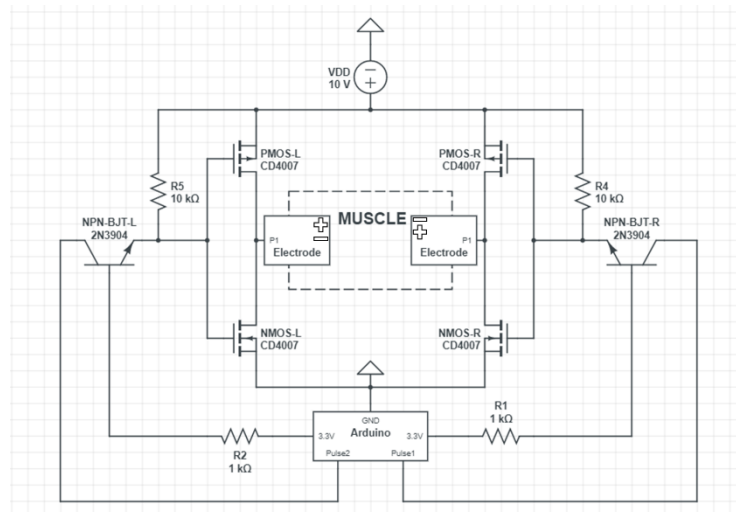 VDD
10 V
PMOS-L
CD4007
PMOS-R
CD4007
R5
10 kΩ
R4
10 kΩ
NPN-BJT-L
2N3904
MUSCLE
NPN-BJT-R
2N3904
P1
Electrode
P1
Electrode
NMOS-L
CD4007
NMOS-R
CD4007
R1
1 kΩ
GND
Arduino
3.3V
3.3V
R2
1 kΩ
Pulse2
Pulse1